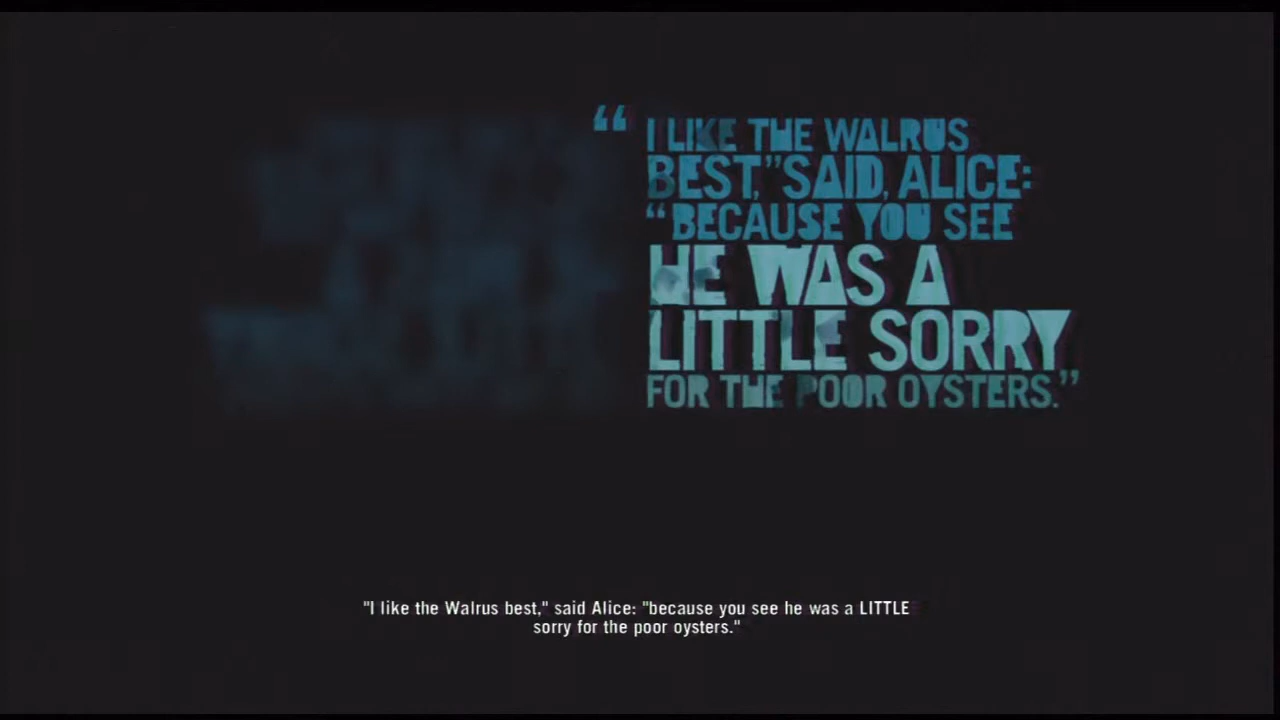 “ I LIKE THE WALRUS
BEST,” SAID, ALICE:
“BECAUSE YOU SEE
HE WAS A
LITTLE SORRY
FOR THE POOR OYSTERS.”
"I like the Walrus best," said Alice: "because you see he was a LITTLE
sorry for the poor oysters."